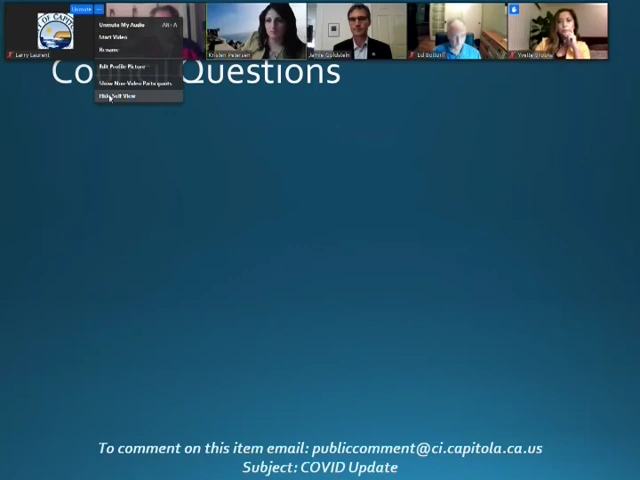 Unmute
Unmute My Audio Alt+A
Start Video
Rename
Edit Profile Picture
Show Non-Video Participants
Hide Self View
Larry Laurent
Kristen Petersen
Jamie Goldstein
Ed Bottorff
Yvette
Council Questions
To comment on this item email: publiccomment@ci.capitola.ca.us
Subject: COVID Update